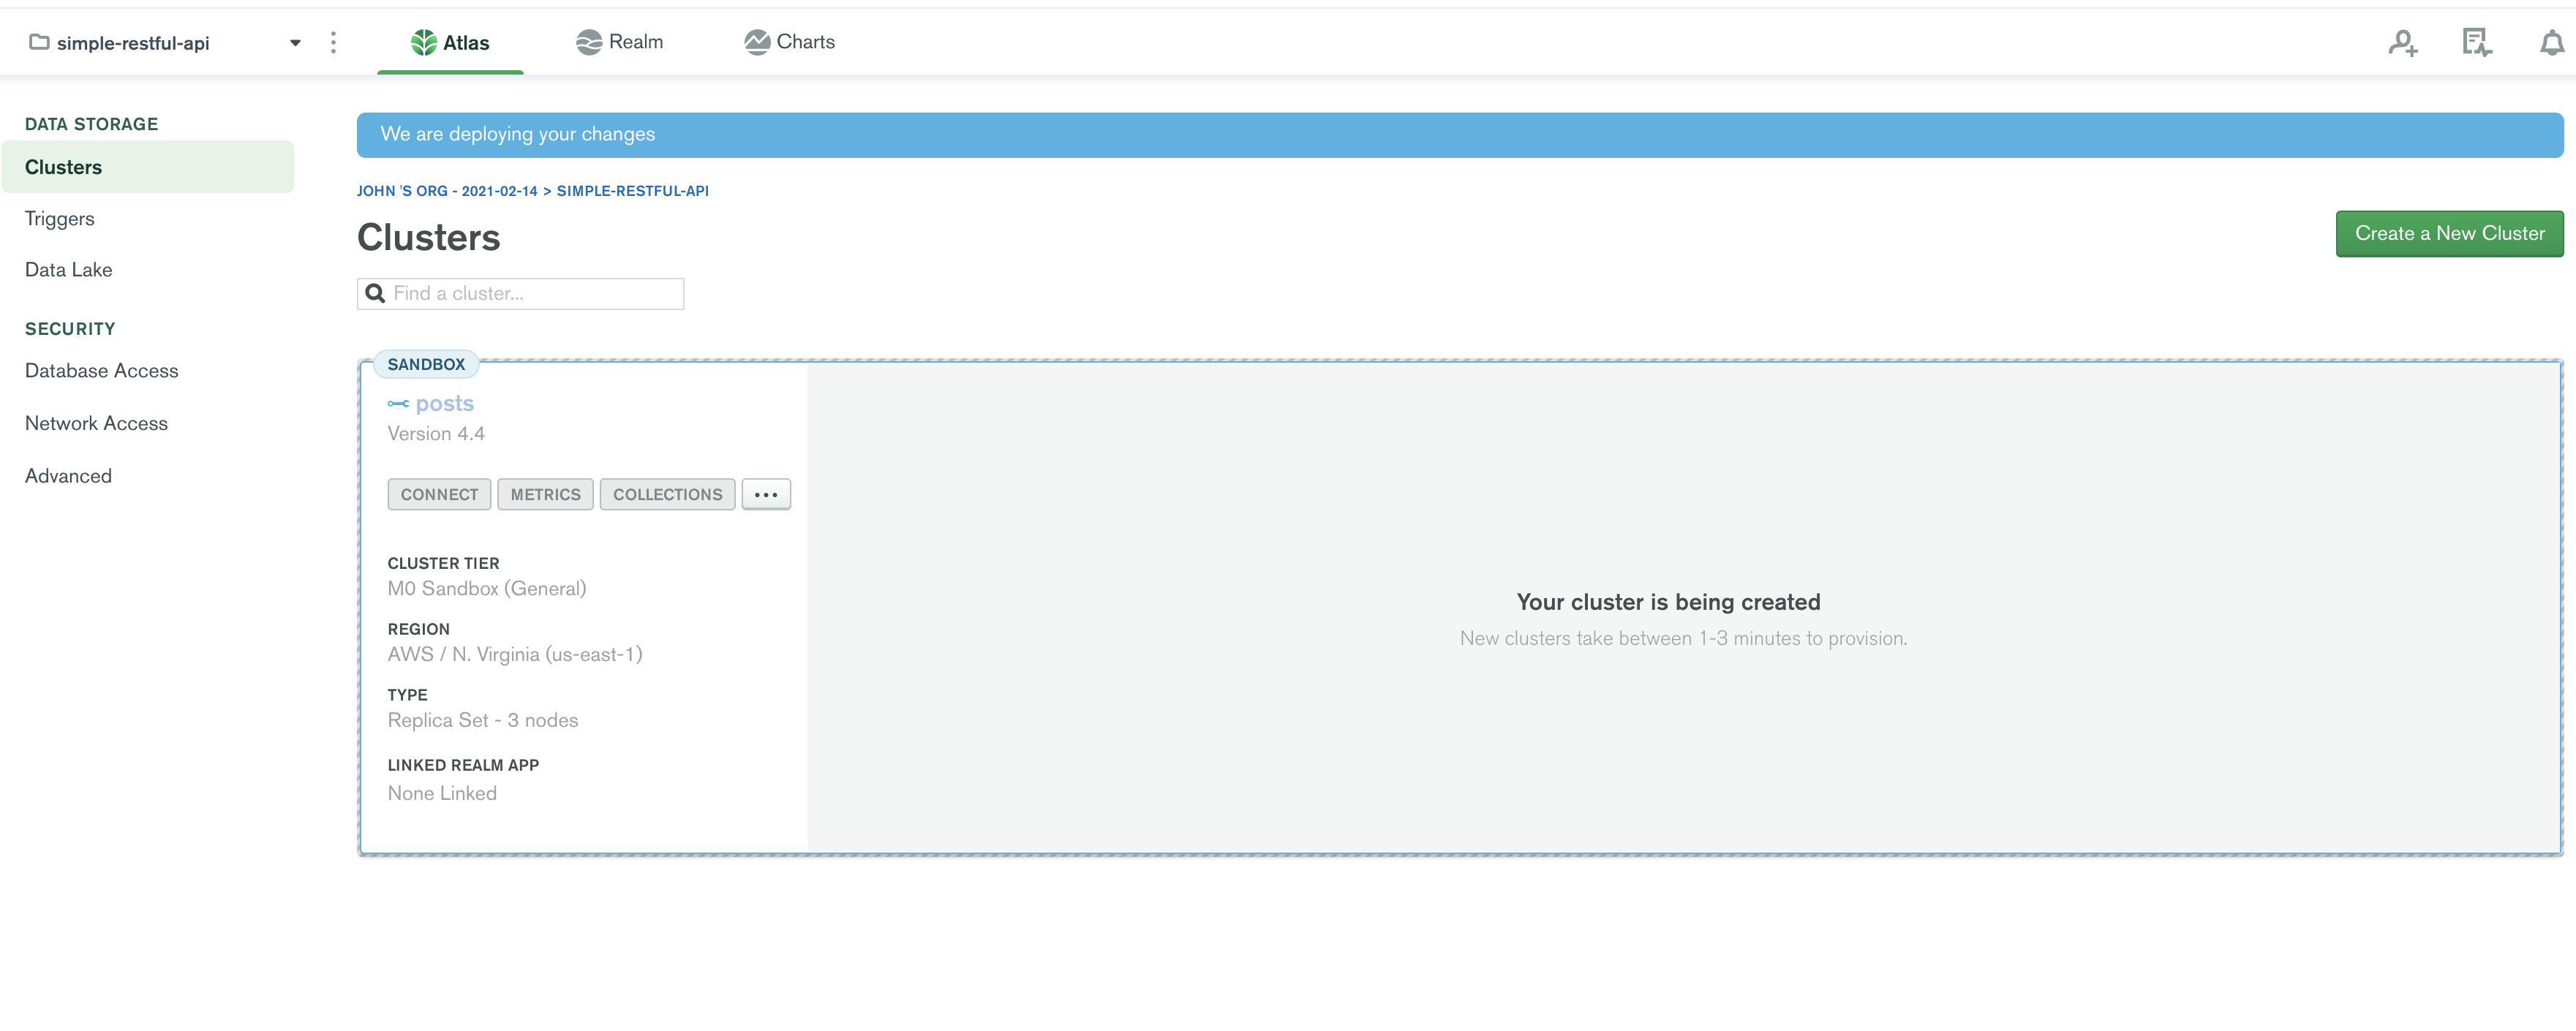 simple-restful-api
Atlas
Realm
Charts
DATA STORAGE
Clusters
Triggers
Data Lake
SECURITY
Database Access
Network Access
Advanced
We are deploying your changes
JOHN 'S ORG - 2021-02-14 > SIMPLE-RESTFUL-API
Clusters
Create a New Cluster
Find a cluster...
SANDBOX
posts
Version 4.4
CONNECT
METRICS
COLLECTIONS
...
CLUSTER TIER
M0 Sandbox (General)
REGION
AWS / N. Virginia (us-east-1)
TYPE
Replica Set - 3 nodes
LINKED REALM APP
None Linked
Your cluster is being created
New clusters take between 1-3 minutes to provision.